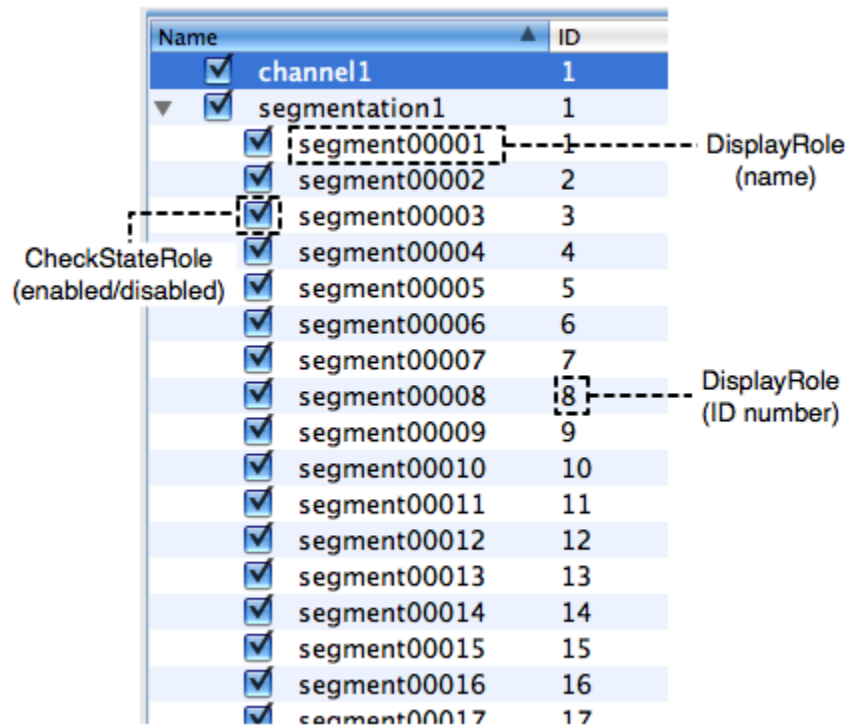 Name ID
channel1 1
segmentation1 1
segment00001 1
DisplayRole
(name)
segment00002 2
segment00003 3
CheckStateRole
(enabled/disabled)
segment00004 4
segment00005 5
segment00006 6
segment00007 7
segment00008 8
DisplayRole
(ID number)
segment00009 9
segment00010 10
segment00011 11
segment00012 12
segment00013 13
segment00014 14
segment00015 15
segment00016 16
segment00017 17